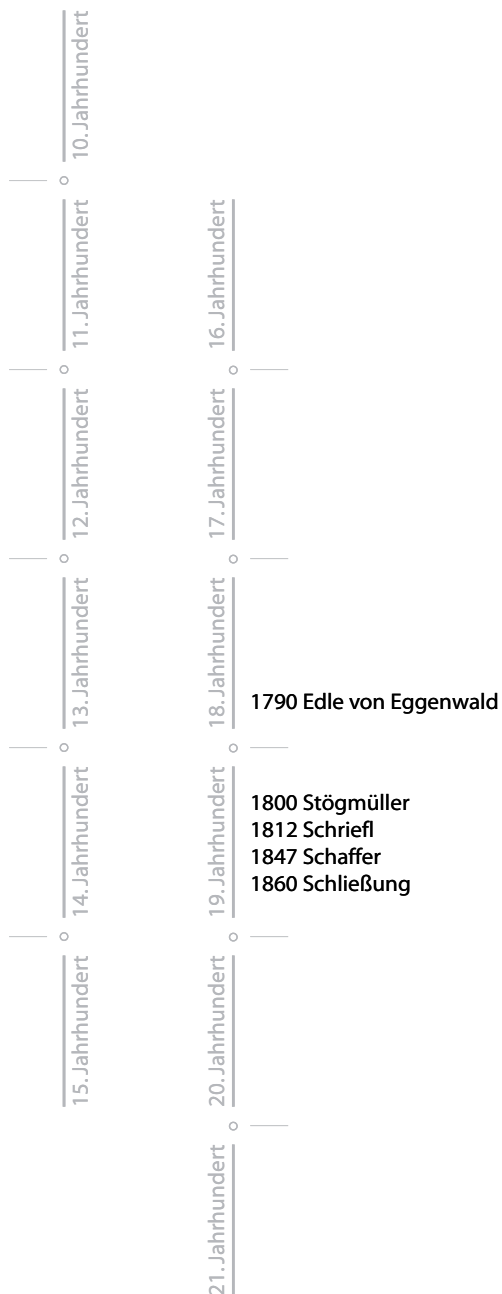 10. Jahrhundert
11. Jahrhundert
12. Jahrhundert
13. Jahrhundert
14. Jahrhundert
15. Jahrhundert
16. Jahrhundert
17. Jahrhundert
18. Jahrhundert
1790 Edle von Eggenwald
19. Jahrhundert
1800 Stögmüller
1812 Schriefl
1847 Schaffer
1860 Schließung
20. Jahrhundert
21. Jahrhundert